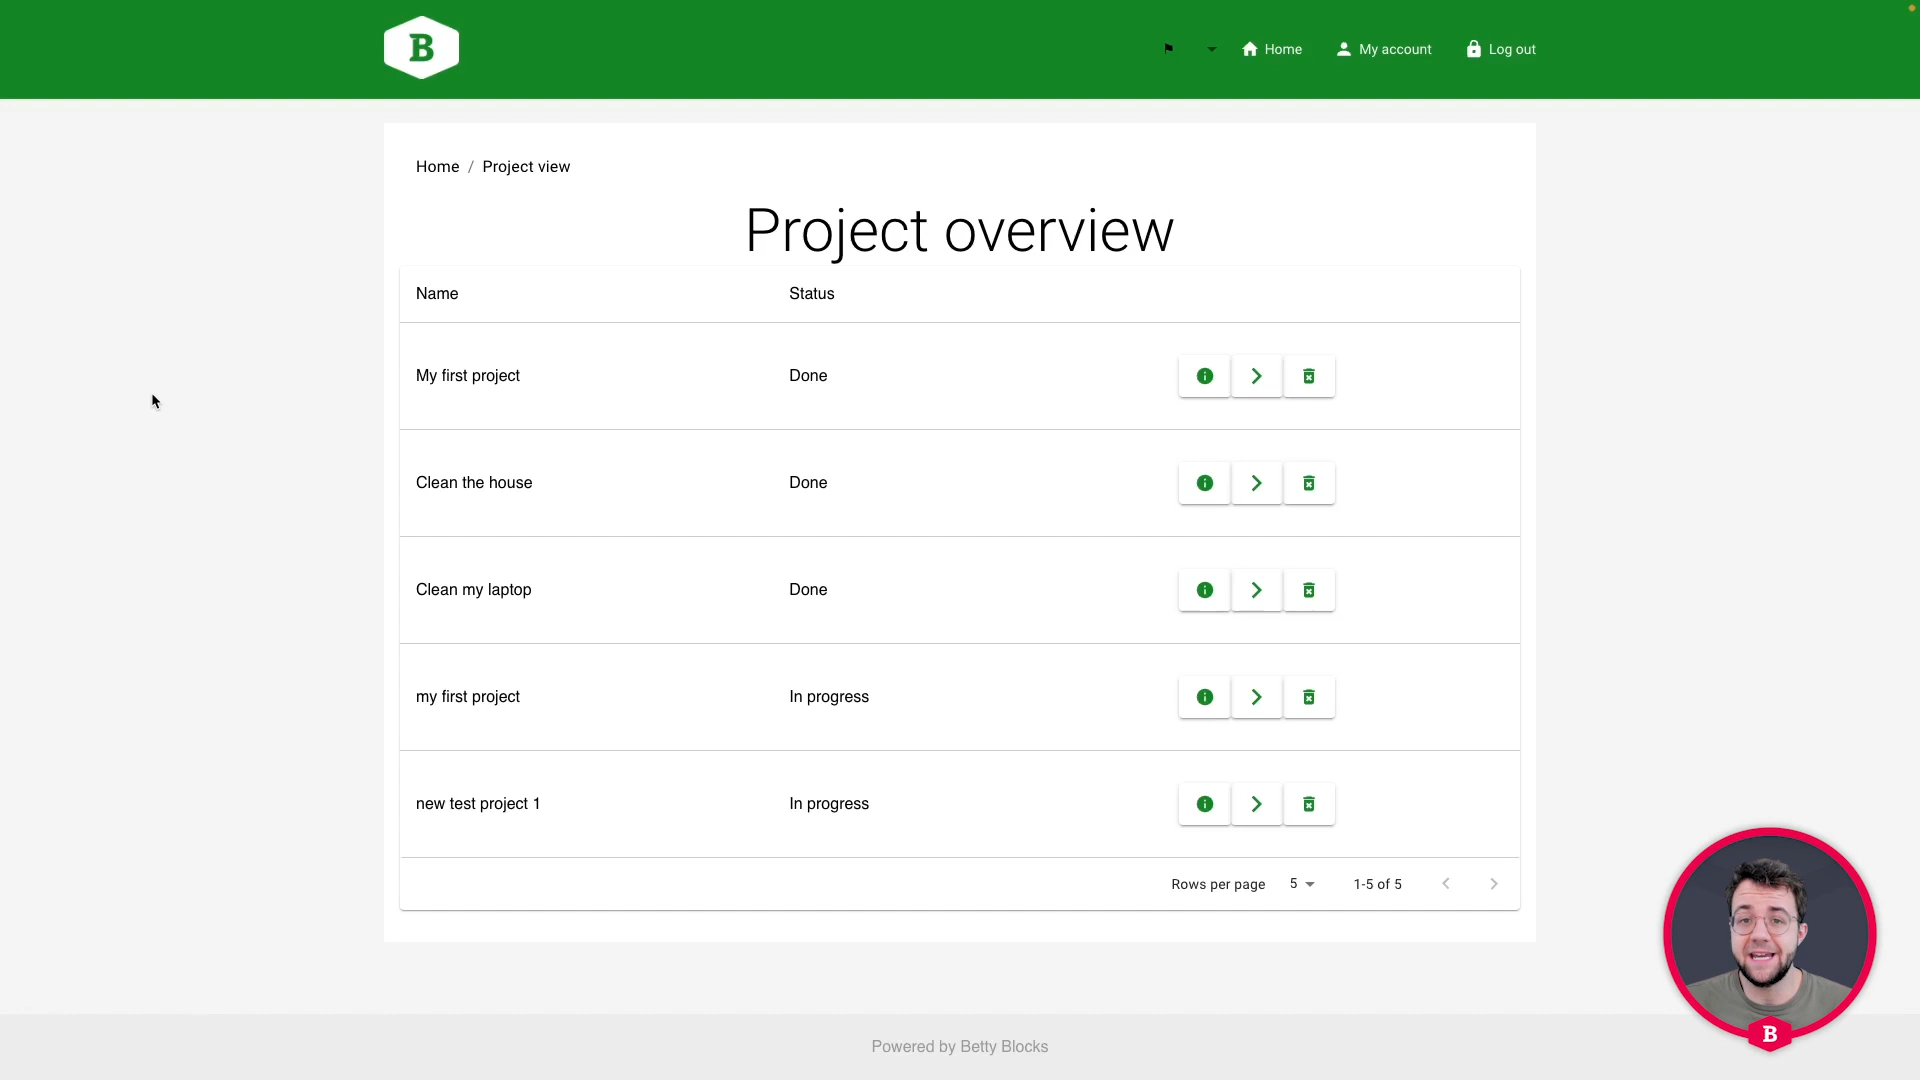 B
Home
My account
Log out
Home / Project view
Project overview
Name Status
My first project Done
Clean the house Done
Clean my laptop Done
my first project In progress
new test project 1 In progress
Rows per page 5 1-5 of 5
B
Powered by Betty Blocks